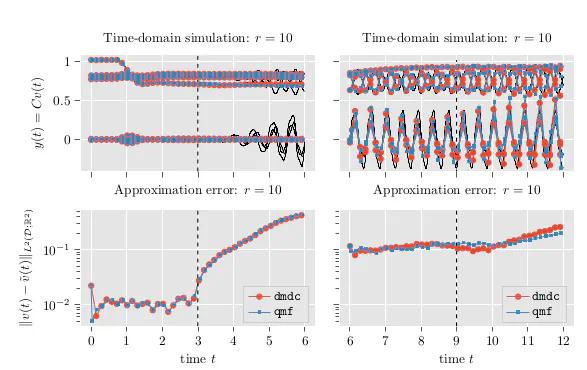 Time-domain simulation: r = 10
Time-domain simulation: r = 10
y(t) = Cv(t)
1
0.5
0
Approximation error: r = 10
Approximation error: r = 10
‖v(t) − ṽ(t)‖_{L²(𝒟;ℝ²)}
10⁻¹
10⁻²
dmdc
qmf
dmdc
qmf
0 1 2 3 4 5 6
6 7 8 9 10 11 12
time t
time t